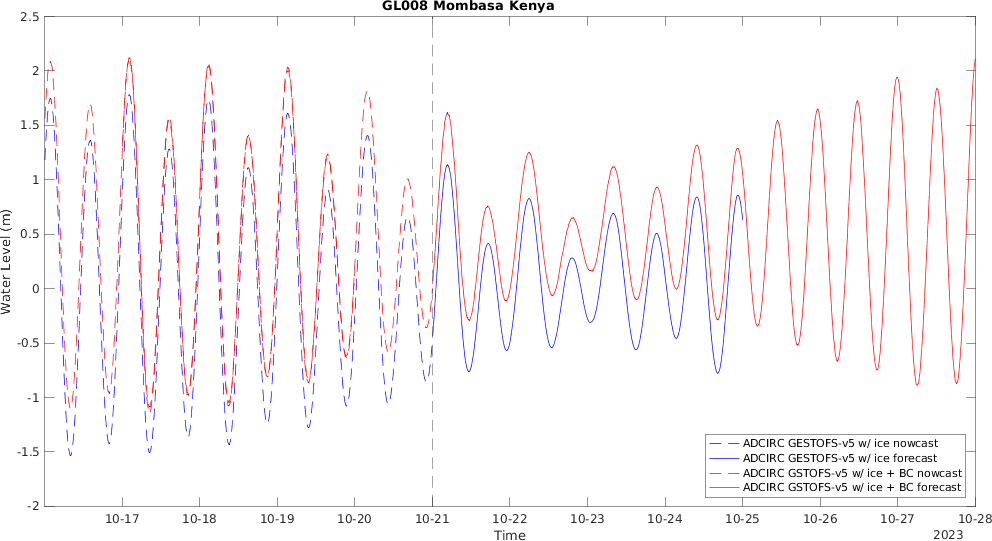 GL008 Mombasa Kenya
2.5
2
1.5
1
0.5
0
-0.5
-1
-1.5
-2
Water Level (m)
ADCIRC GESTOFS-v5 w/ ice nowcast
ADCIRC GESTOFS-v5 w/ ice forecast
ADCIRC GSTOFS-v5 w/ ice + BC nowcast
ADCIRC GSTOFS-v5 w/ ice + BC forecast
10-17 10-18 10-19 10-20 10-21 10-22 10-23 10-24 10-25 10-26 10-27 10-28
Time
2023